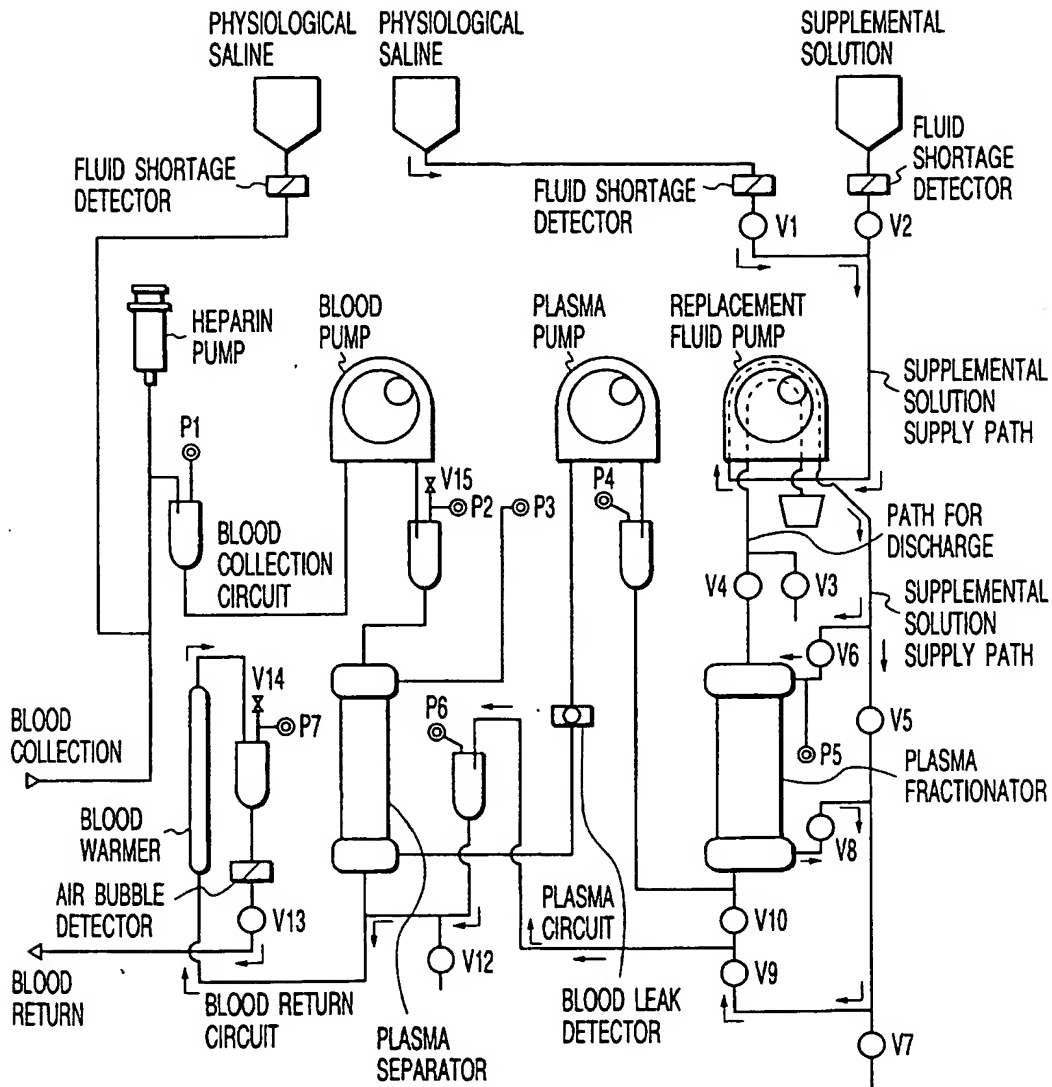 PHYSIOLOGICAL
SALINE
PHYSIOLOGICAL
SALINE
SUPPLEMENTAL
SOLUTION
FLUID SHORTAGE
DETECTOR
FLUID SHORTAGE
DETECTOR
FLUID
SHORTAGE
DETECTOR
V1
V2
HEPARIN
PUMP
BLOOD
PUMP
PLASMA
PUMP
REPLACEMENT
FLUID PUMP
SUPPLEMENTAL
SOLUTION
SUPPLY PATH
P1
V15
P2
P3
P4
BLOOD
COLLECTION
CIRCUIT
PATH FOR
DISCHARGE
V4
V3
SUPPLEMENTAL
SOLUTION
SUPPLY PATH
V6
V14
P7
P6
V5
P5
BLOOD
COLLECTION
PLASMA
FRACTIONATOR
BLOOD
WARMER
V8
AIR BUBBLE
DETECTOR
V13
PLASMA
CIRCUIT
V10
V12
V9
BLOOD
RETURN
BLOOD RETURN
CIRCUIT
PLASMA
SEPARATOR
BLOOD LEAK
DETECTOR
V7